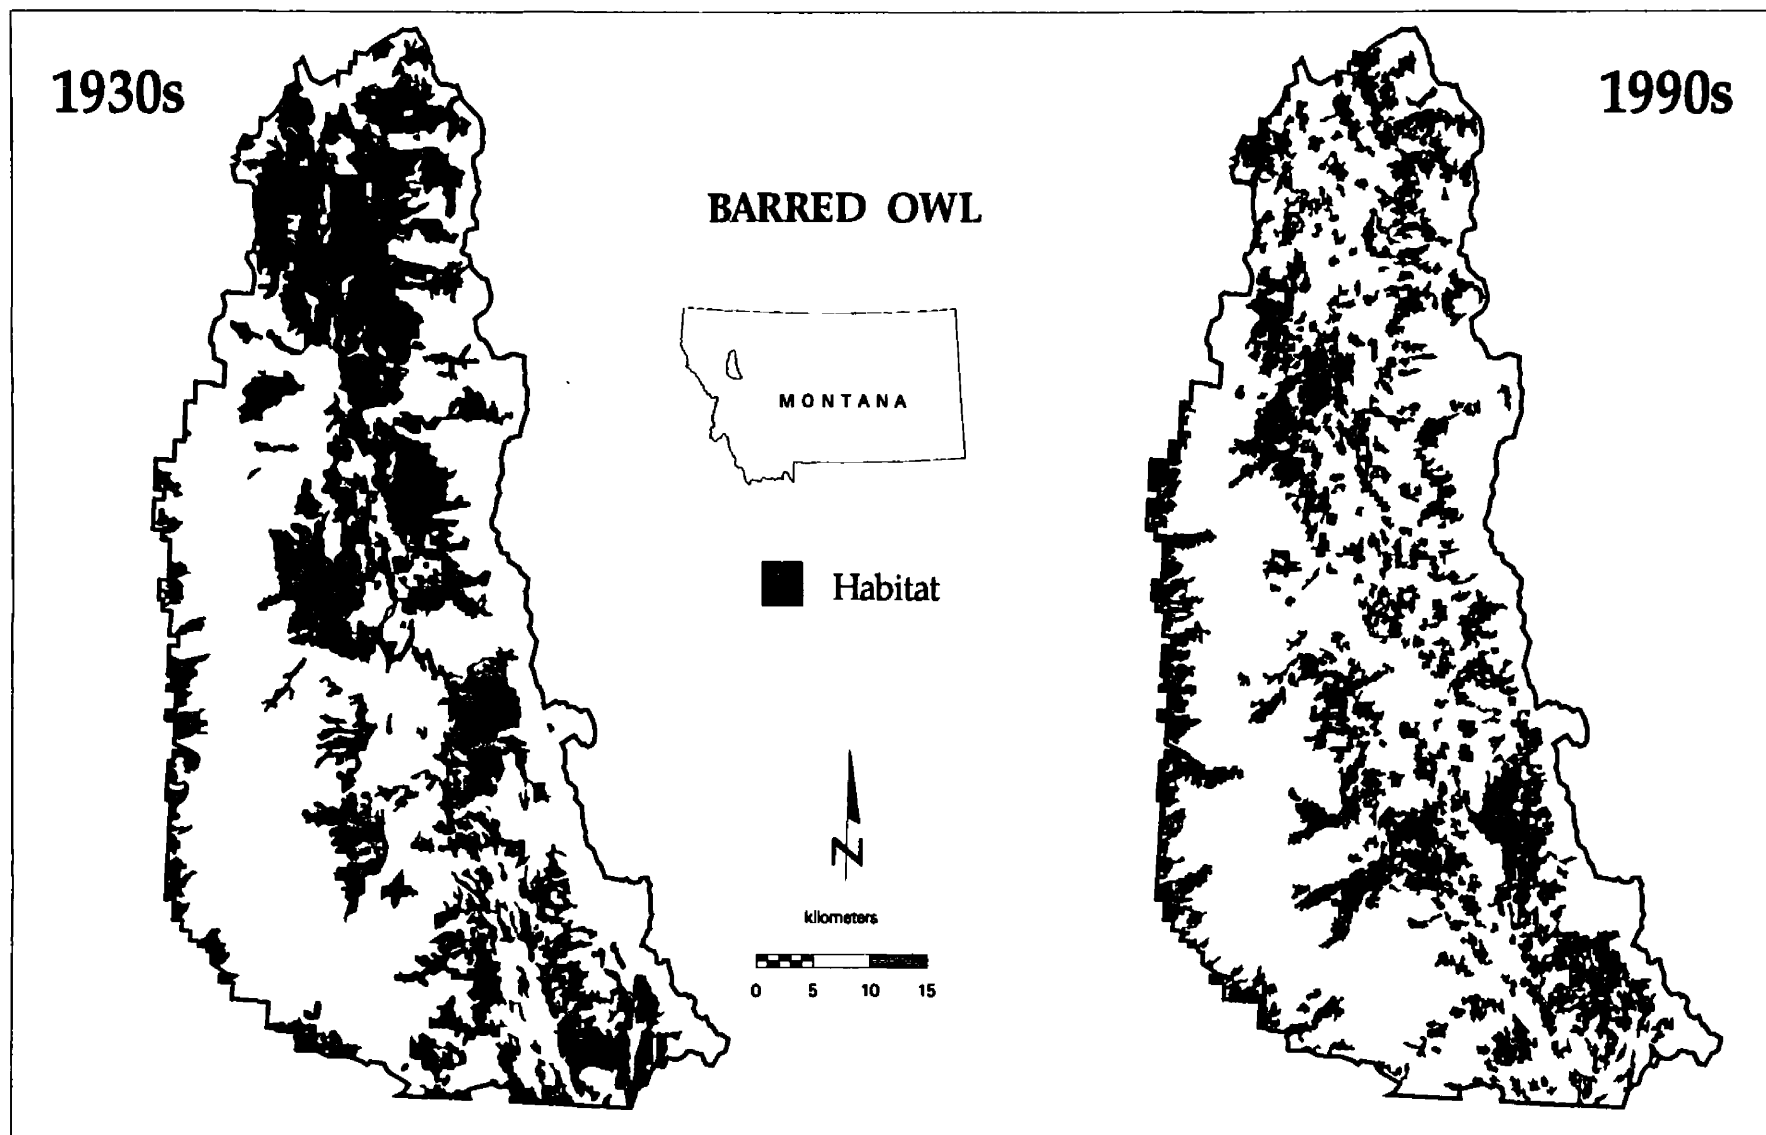 1930s
1990s
BARRED OWL
MONTANA
Habitat
N
kilometers
0 5 10 15